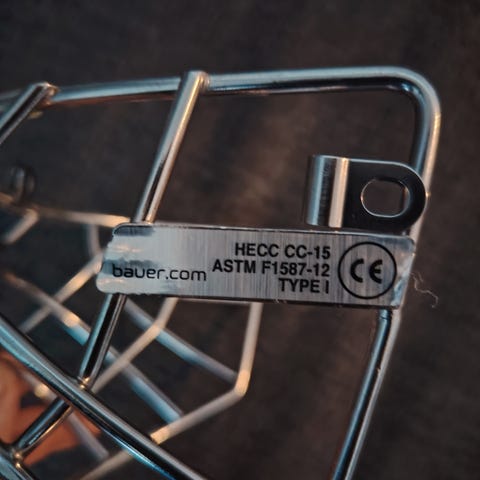 HECC CC-15
bauer.com ASTM F1587-12
TYPE I
CE